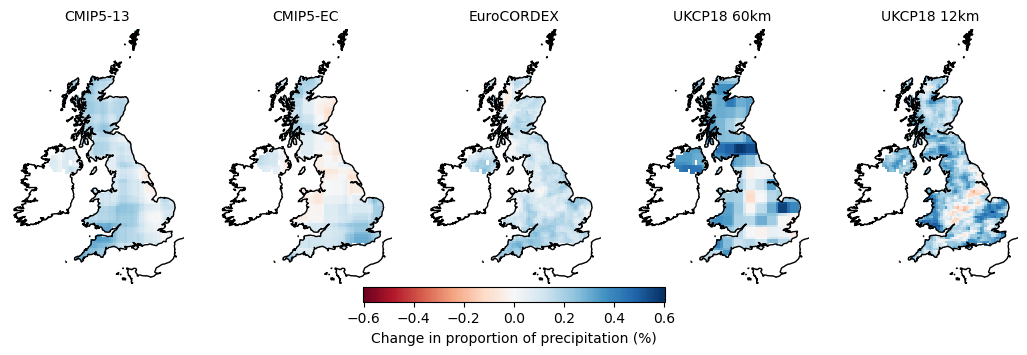 CMIP5-13 CMIP5-EC EuroCORDEX UKCP18 60km UKCP18 12km
−0.6 −0.4 −0.2 0.0 0.2 0.4 0.6
Change in proportion of precipitation (%)